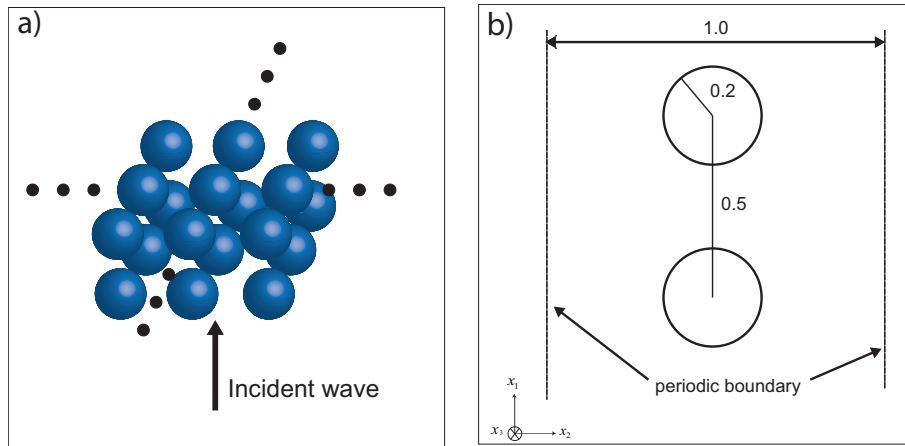 a)
Incident wave
b)
1.0
0.2
0.5
periodic boundary
x₁
x₃
x₂